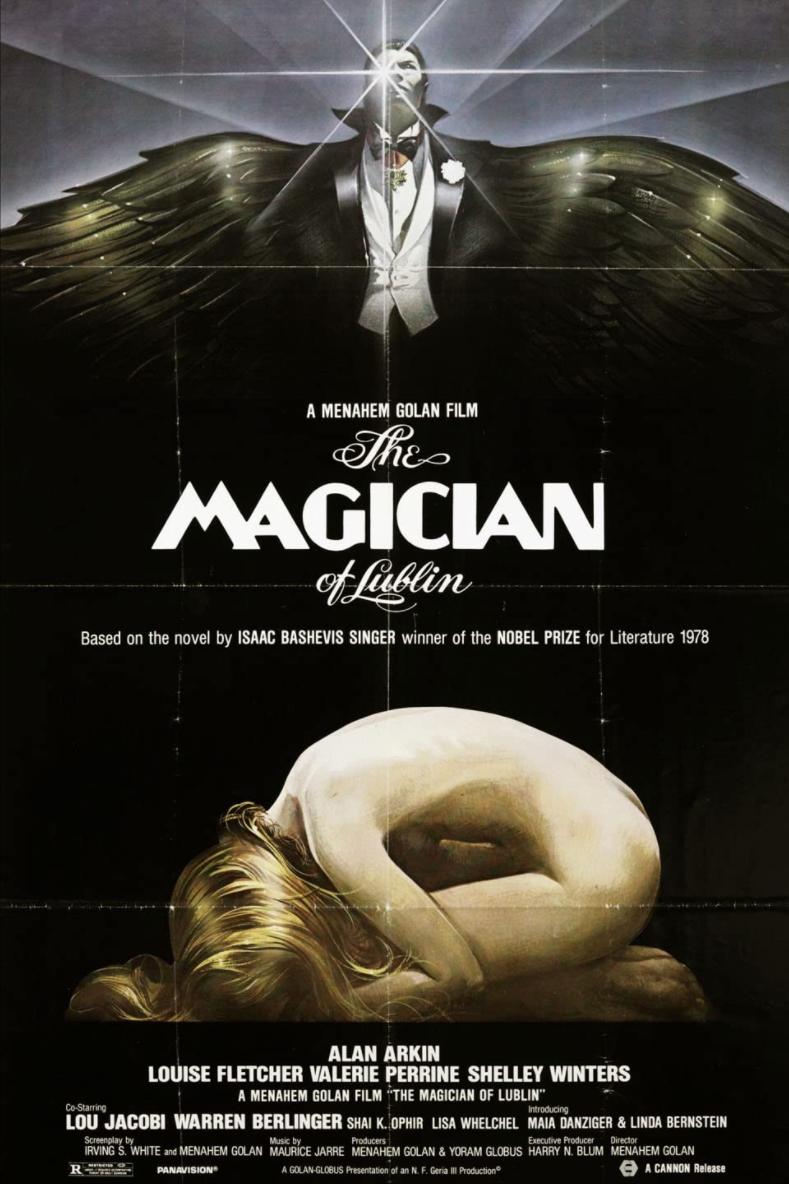 A MENAHEM GOLAN FILM
The
MAGICIAN
of Lublin
Based on the novel by ISAAC BASHEVIS SINGER winner of the NOBEL PRIZE for Literature 1978
ALAN ARKIN
LOUISE FLETCHER VALERIE PERRINE SHELLEY WINTERS
A MENAHEM GOLAN FILM "THE MAGICIAN OF LUBLIN"
Co-Starring Introducing
LOU JACOBI WARREN BERLINGER SHAI K. OPHIR LISA WHELCHEL MAIA DANZIGER & LINDA BERNSTEIN
Screenplay by Music by Producers Executive Producer Director
IRVING S. WHITE and MENAHEM GOLAN MAURICE JARRE MENAHEM GOLAN & YORAM GLOBUS HARRY N. BLUM MENAHEM GOLAN
R RESTRICTED PANAVISION® A GOLAN-GLOBUS Presentation of an N. F. Geria III Production© A CANNON Release